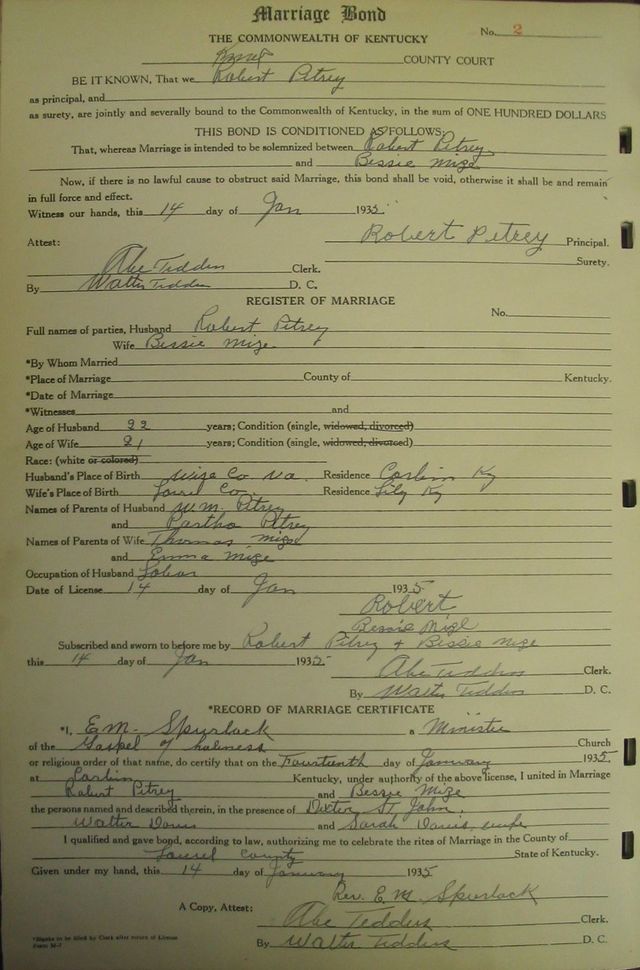 Marriage Bond
No. 2
THE COMMONWEALTH OF KENTUCKY
COUNTY COURT
BE IT KNOWN, That we Robert Petrey
as principal, and
as surety, are jointly and severally bound to the Commonwealth of Kentucky, in the sum of ONE HUNDRED DOLLARS
THIS BOND IS CONDITIONED AS FOLLOWS:
That, whereas Marriage is intended to be solemnized between Robert Petrey
and Bessie Mize
Now, if there is no lawful cause to obstruct said Marriage, this bond shall be void, otherwise it shall be and remain
in full force and effect.
Witness our hands, this 14 day of Jan 1935
Robert Petrey Principal.
Attest:
Surety.
Abe Tedders Clerk.
By Walter Tedders D. C.
REGISTER OF MARRIAGE
No.
Full names of parties, Husband Robert Petrey
Wife Bessie Mize
*By Whom Married
*Place of Marriage County of Kentucky.
*Date of Marriage
*Witnesses and
Age of Husband 22 years; Condition (single, widowed, divorced)
Age of Wife 21 years; Condition (single, widowed, divorced)
Race: (white or colored)
Husband's Place of Birth Wise Co Va. Residence Corbin Ky
Wife's Place of Birth Laurel Co. Residence Lily Ky
Names of Parents of Husband W.M. Petrey
and Petrey
Names of Parents of Wife Thomas Mize
and Emma Mize
Occupation of Husband Labor
Date of License 14 day of Jan 1935
Robert
Bessie Mize
Subscribed and sworn to before me by Robert Petrey + Bessie Mize
this 14 day of Jan 1935
Abe Tedders Clerk.
By Walter Tedders D. C.
*RECORD OF MARRIAGE CERTIFICATE
*I, E.M. Spurlock a Minister
of the Gospel of holiness Church
or religious order of that name, do certify that on the Fourteenth day of January 1935.
at Corbin Kentucky, under authority of the above license, I united in Marriage
Robert Petrey and Bessie Mize
the persons named and described therein, in the presence of Dexter St John,
Walter Davis and Sarah Davis, wife
I qualified and gave bond, according to law, authorizing me to celebrate the rites of Marriage in the County of
Laurel County State of Kentucky.
Given under my hand, this 14 day of January 1935
Rev. E. M. Spurlock
A Copy, Attest:
Abe Tedders Clerk.
By Walter Tedders D. C.
*Blanks to be filled by Clerk after return of License
Form M-7